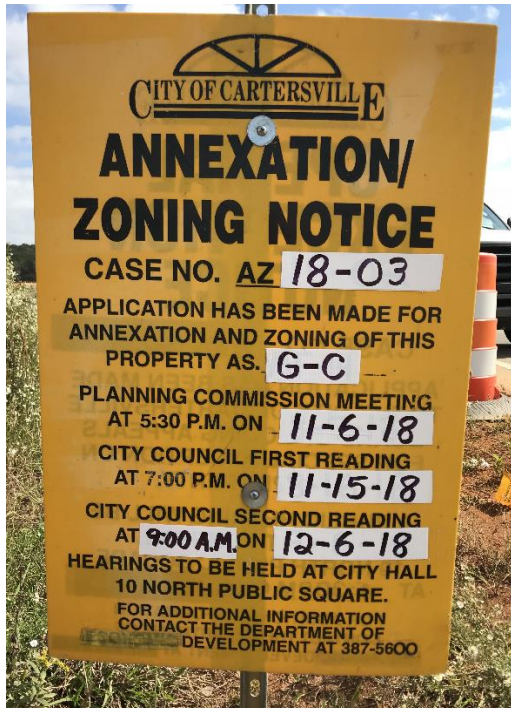 CITY OF CARTERSVILLE
ANNEXATION/
ZONING NOTICE
CASE NO. AZ 18-03
APPLICATION HAS BEEN MADE FOR
ANNEXATION AND ZONING OF THIS
PROPERTY AS. G-C
PLANNING COMMISSION MEETING
AT 5:30 P.M. ON 11-6-18
CITY COUNCIL FIRST READING
AT 7:00 P.M. ON 11-15-18
CITY COUNCIL SECOND READING
AT 9:00 A.M. ON 12-6-18
HEARINGS TO BE HELD AT CITY HALL
10 NORTH PUBLIC SQUARE.
FOR ADDITIONAL INFORMATION
CONTACT THE DEPARTMENT OF
DEVELOPMENT AT 387-5600